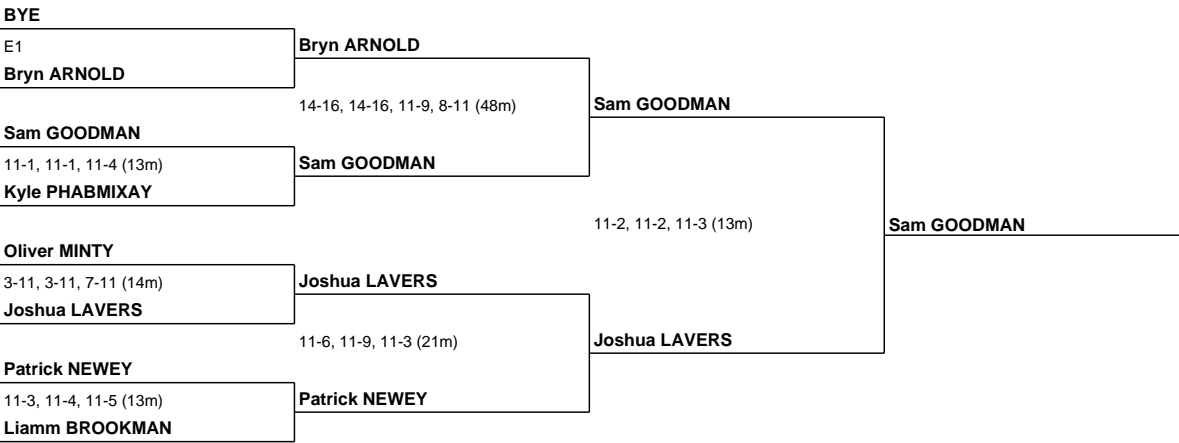 BYE
E1
Bryn ARNOLD
Bryn ARNOLD
14-16, 14-16, 11-9, 8-11 (48m)
Sam GOODMAN
Sam GOODMAN
11-1, 11-1, 11-4 (13m)
Sam GOODMAN
Kyle PHABMIXAY
11-2, 11-2, 11-3 (13m)
Sam GOODMAN
Oliver MINTY
3-11, 3-11, 7-11 (14m)
Joshua LAVERS
Joshua LAVERS
11-6, 11-9, 11-3 (21m)
Joshua LAVERS
Patrick NEWEY
11-3, 11-4, 11-5 (13m)
Patrick NEWEY
Liamm BROOKMAN